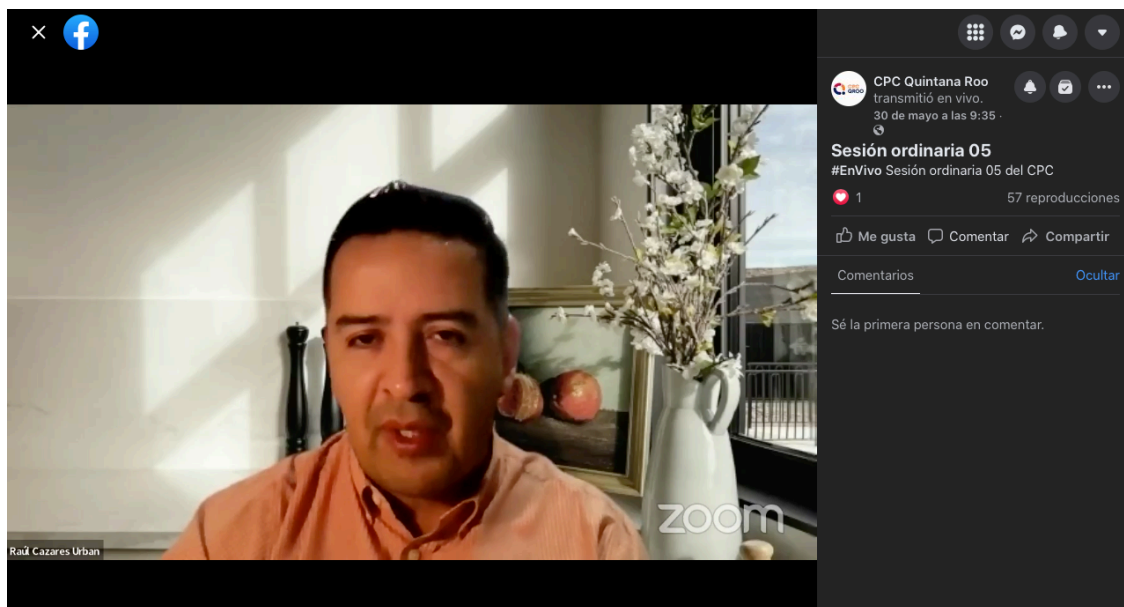 CPC Quintana Roo
transmitió en vivo.
30 de mayo a las 9:35 ·
Sesión ordinaria 05
#EnVivo Sesión ordinaria 05 del CPC
1
57 reproducciones
Me gusta
Comentar
Compartir
Comentarios
Ocultar
Sé la primera persona en comentar.
zoom
Raúl Cazares Urban